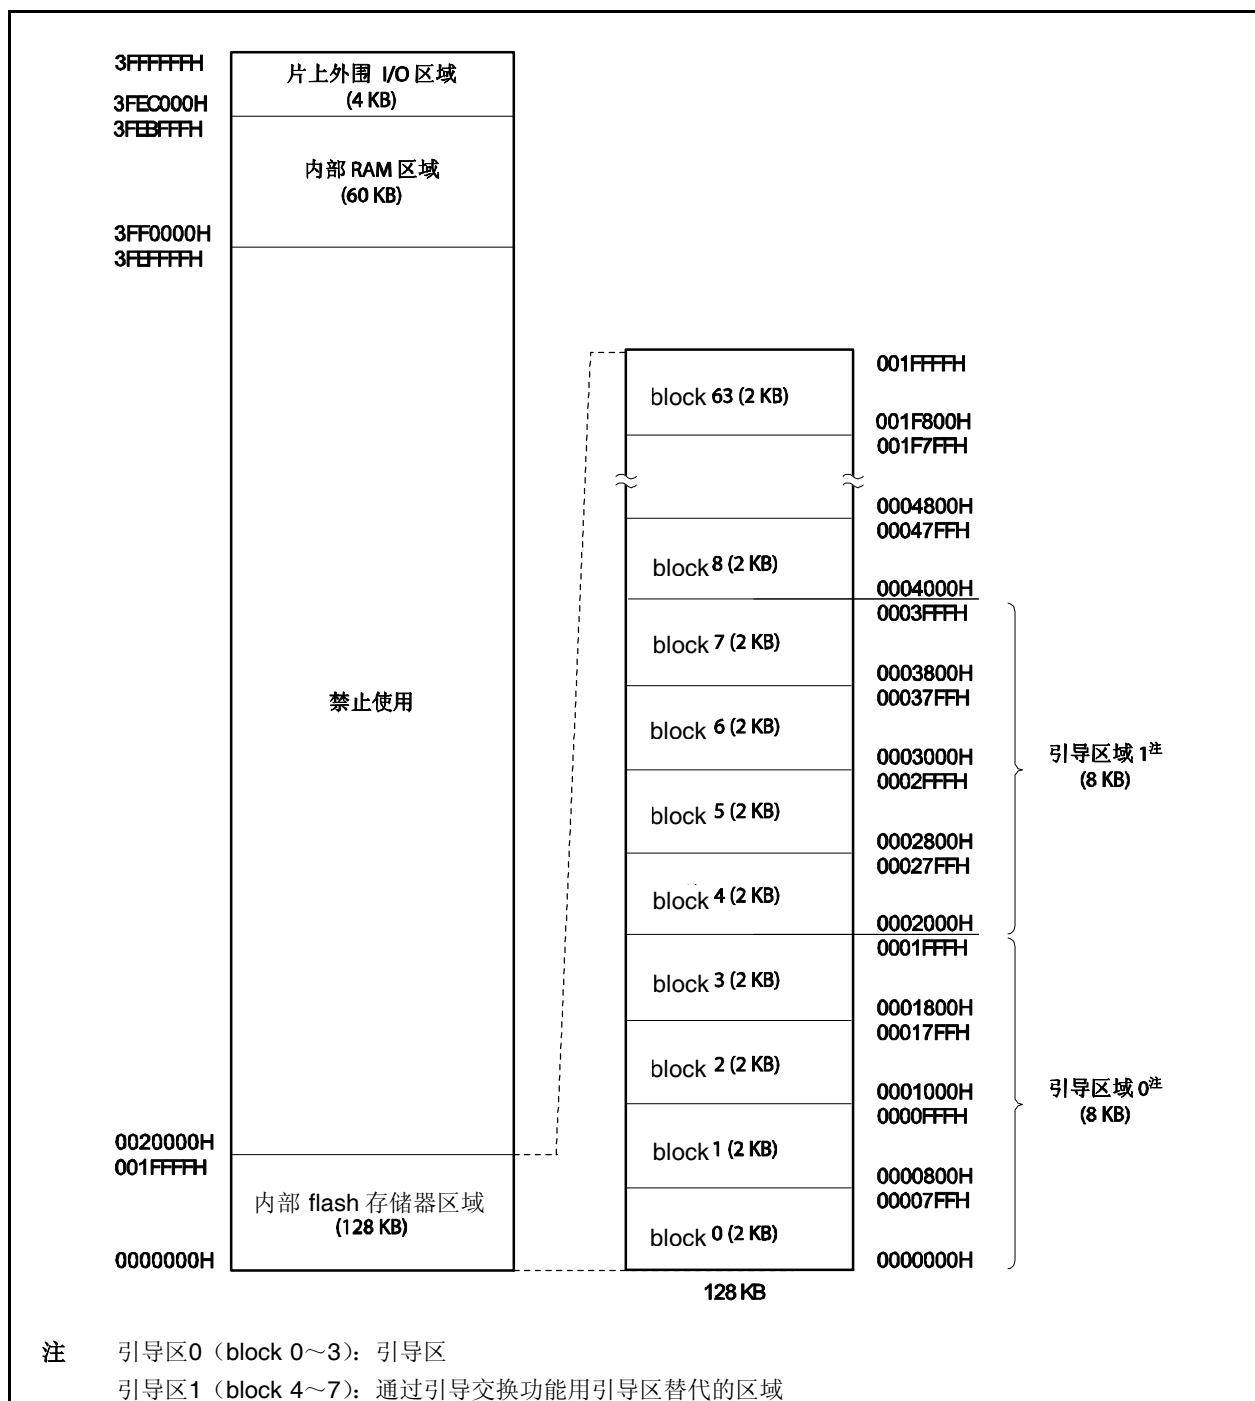 3FFFFFFH
片上外围 I/O 区域
(4 KB)
3FEC000H
3FEBFFFH
内部 RAM 区域
(60 KB)
3FF0000H
3FEFFFFH
禁止使用
0020000H
001FFFFH
内部 flash 存储器区域
(128 KB)
0000000H
block 63 (2 KB)
001FFFFH
001F800H
001F7FFH
0004800H
00047FFH
block 8 (2 KB)
0004000H
0003FFFH
block 7 (2 KB)
0003800H
00037FFH
block 6 (2 KB)
0003000H
0002FFFH
block 5 (2 KB)
0002800H
00027FFH
block 4 (2 KB)
0002000H
0001FFFH
block 3 (2 KB)
0001800H
00017FFH
block 2 (2 KB)
0001000H
0000FFFH
block 1 (2 KB)
0000800H
00007FFH
block 0 (2 KB)
0000000H
128 KB
引导区域 1注
(8 KB)
引导区域 0注
(8 KB)
注 引导区0（block 0～3）：引导区
引导区1（block 4～7）：通过引导交换功能用引导区替代的区域